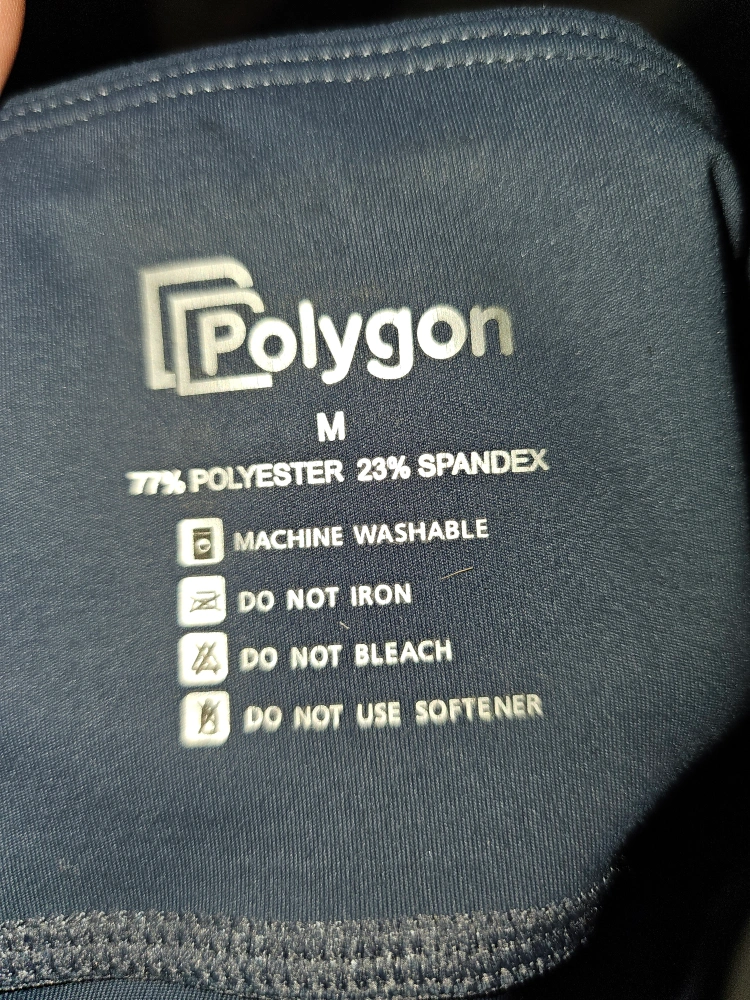 Polygon
M
77% POLYESTER 23% SPANDEX
MACHINE WASHABLE
DO NOT IRON
DO NOT BLEACH
DO NOT USE SOFTENER